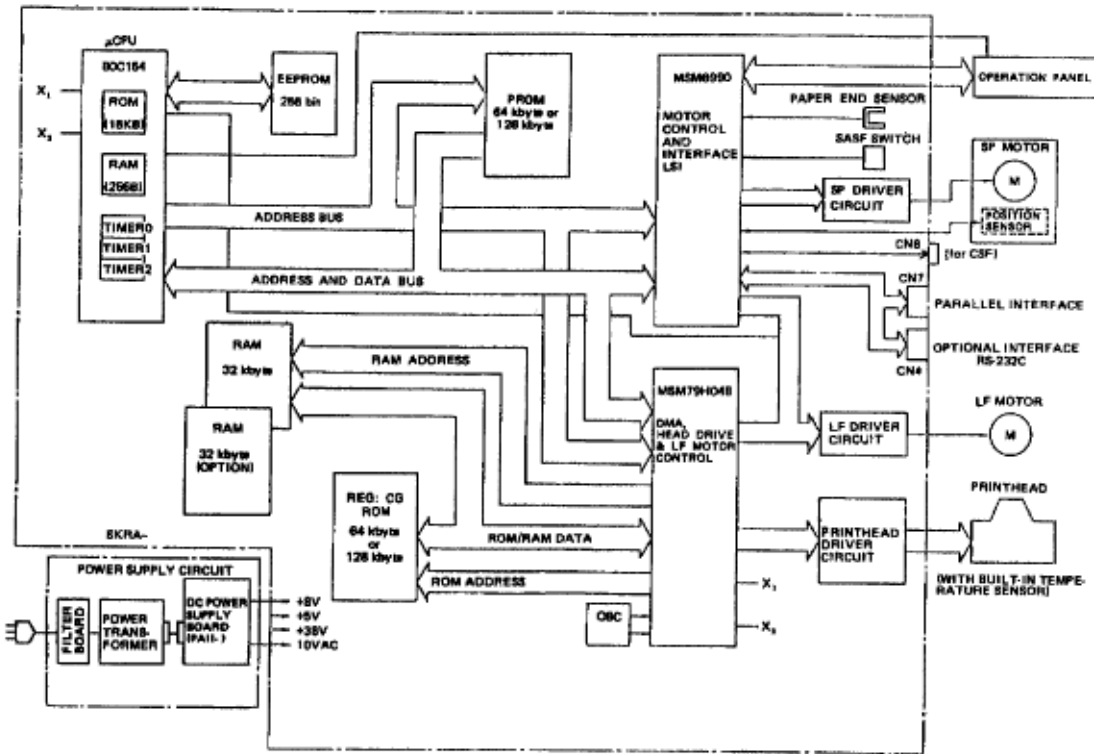 µCPU
80C154
X₁
X₂
ROM
(16KB)
RAM
(256B)
TIMER0
TIMER1
TIMER2
EEPROM
256 bit
PROM
64 kbyte or
128 kbyte
MSM6990
MOTOR
CONTROL
AND
INTERFACE
LSI
OPERATION PANEL
PAPER END SENSOR
SASF SWITCH
SP MOTOR
M
POSITION
SENSOR
SP DRIVER
CIRCUIT
ADDRESS BUS
ADDRESS AND DATA BUS
CN8
(for CSF)
CN7
PARALLEL INTERFACE
OPTIONAL INTERFACE
RS-232C
CN4
RAM
32 kbyte
RAM
32 kbyte
(OPTION)
RAM ADDRESS
MSM79H048
DMA,
HEAD DRIVE
& LF MOTOR
CONTROL
LF MOTOR
M
LF DRIVER
CIRCUIT
REG: CG
ROM
64 kbyte
or
128 kbyte
ROM/RAM DATA
ROM ADDRESS
PRINTHEAD
PRINTHEAD
DRIVER
CIRCUIT
(WITH BUILT-IN TEMPE-
RATURE SENSOR)
X₁
X₂
OSC
SKRA-
POWER SUPPLY CIRCUIT
FILTER
BOARD
POWER
TRANS-
FORMER
DC POWER
SUPPLY
BOARD
+8V
+5V
+38V
10VAC